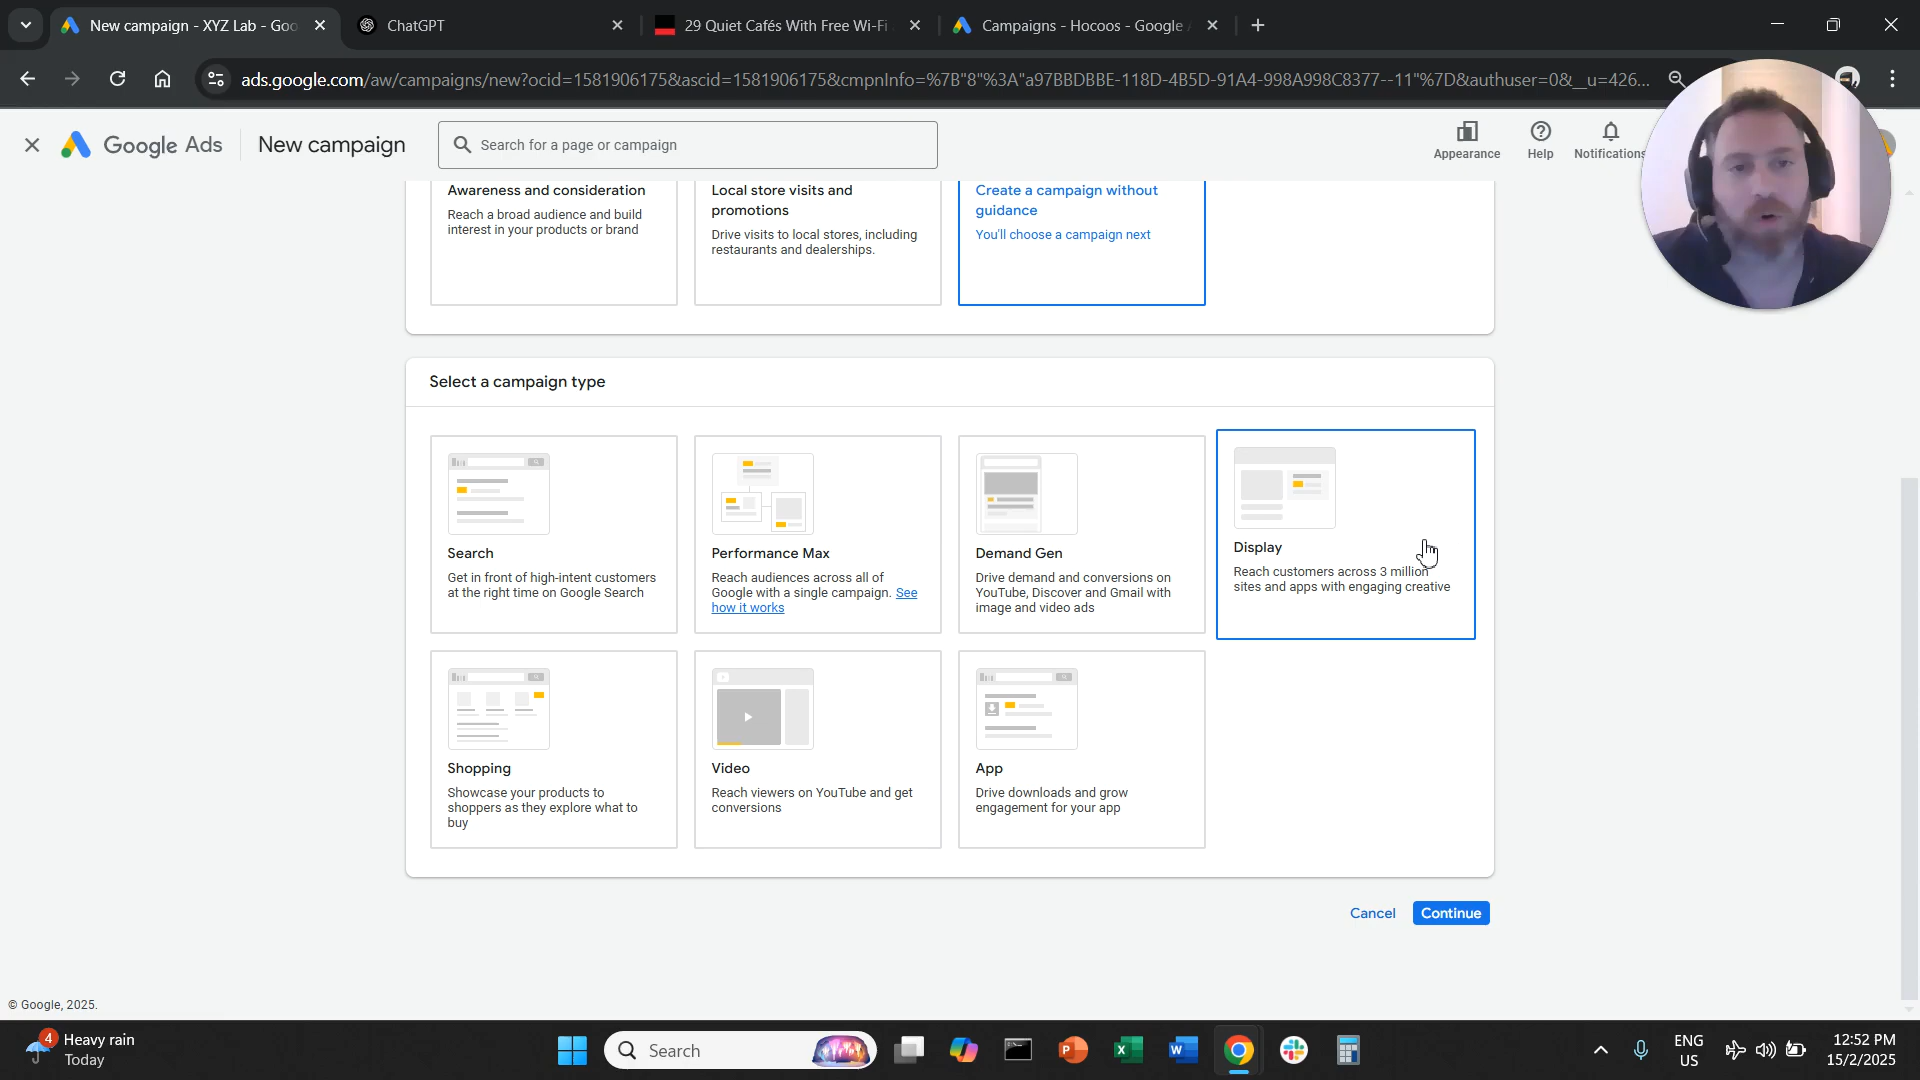 New campaign - XYZ Lab - Goo
ChatGPT
29 Quiet Cafés With Free Wi-Fi
Campaigns - Hocoos - Google A
ads.google.com/aw/campaigns/new?ocid=1581906175&ascid=1581906175&cmpnInfo=%7B"8"%3A"a97BBDBBE-118D-4B5D-91A4-998A998C8377--11"%7D&authuser=0&__u=426...
Google Ads
New campaign
Search for a page or campaign
Appearance
Help
Notifications
Awareness and consideration
Reach a broad audience and build
interest in your products or brand
Local store visits and
promotions
Drive visits to local stores, including
restaurants and dealerships.
Create a campaign without
guidance
You'll choose a campaign next
Select a campaign type
Search
Get in front of high-intent customers
at the right time on Google Search
Performance Max
Reach audiences across all of
Google with a single campaign. See
how it works
Demand Gen
Drive demand and conversions on
YouTube, Discover and Gmail with
image and video ads
Display
Reach customers across 3 million
sites and apps with engaging creative
Shopping
Showcase your products to
shoppers as they explore what to
buy
Video
Reach viewers on YouTube and get
conversions
App
Drive downloads and grow
engagement for your app
Cancel
Continue
© Google, 2025.
4
Heavy rain
Today
Search
ENG
US
12:52 PM
15/2/2025